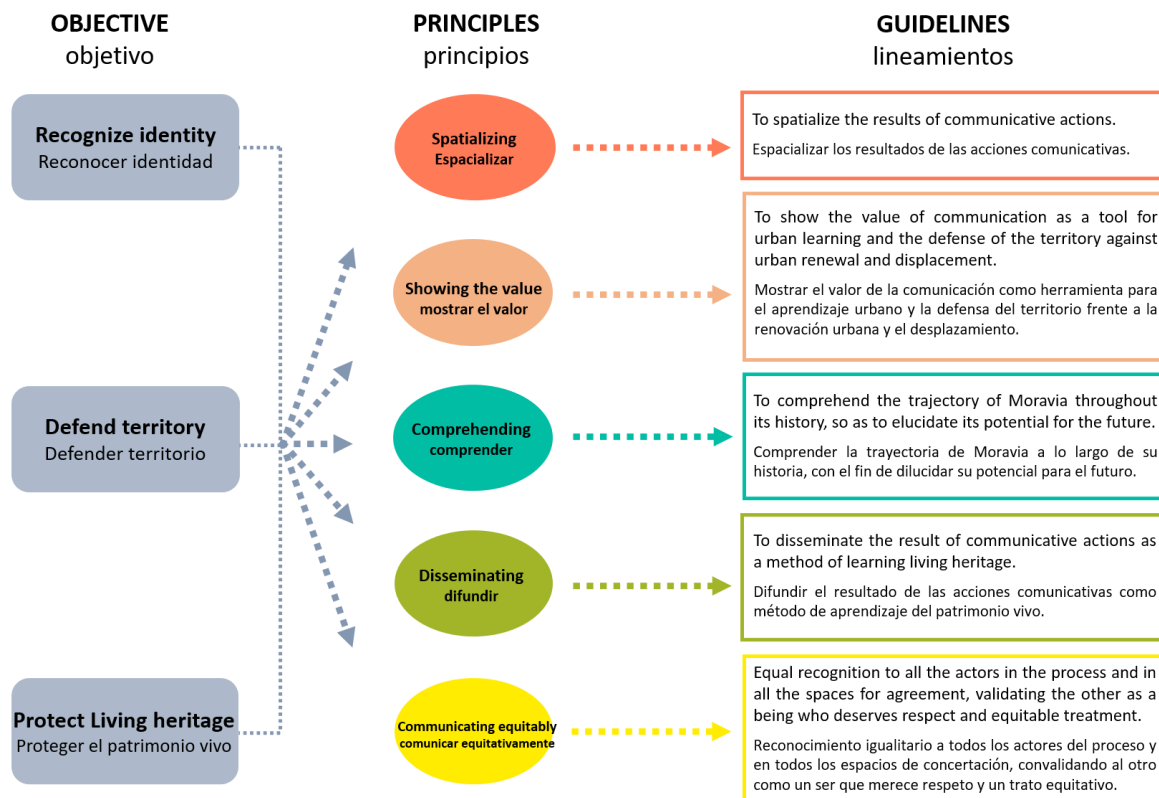 OBJECTIVE
objetivo
PRINCIPLES
principios
GUIDELINES
lineamientos
Recognize identity
Reconocer identidad
Defend territory
Defender territorio
Protect Living heritage
Proteger el patrimonio vivo
Spatializing
Espacializar
Showing the value
mostrar el valor
Comprehending
comprender
Disseminating
difundir
Communicating equitably
comunicar equitativamente
To spatialize the results of communicative actions.
Espacializar los resultados de las acciones comunicativas.
To show the value of communication as a tool for
urban learning and the defense of the territory against
urban renewal and displacement.
Mostrar el valor de la comunicación como herramienta para
el aprendizaje urbano y la defensa del territorio frente a la
renovación urbana y el desplazamiento.
To comprehend the trajectory of Moravia throughout
its history, so as to elucidate its potential for the future.
Comprender la trayectoria de Moravia a lo largo de su
historia, con el fin de dilucidar su potencial para el futuro.
To disseminate the result of communicative actions as
a method of learning living heritage.
Difundir el resultado de las acciones comunicativas como
método de aprendizaje del patrimonio vivo.
Equal recognition to all the actors in the process and in
all the spaces for agreement, validating the other as a
being who deserves respect and equitable treatment.
Reconocimiento igualitario a todos los actores del proceso y
en todos los espacios de concertación, convalidando al otro
como un ser que merece respeto y un trato equitativo.